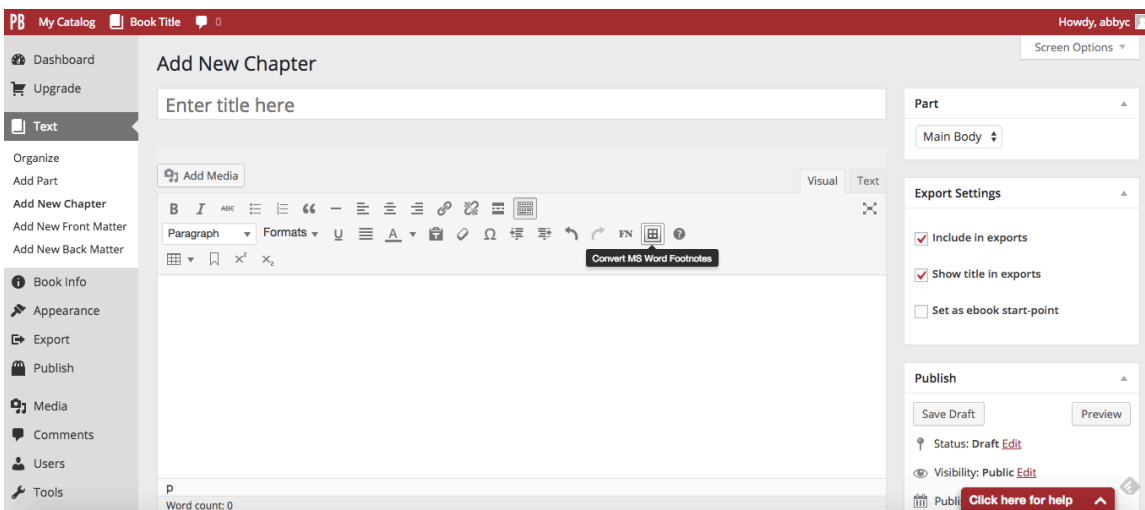 PB My Catalog Book Title 0 Howdy, abbyc
Screen Options
Dashboard
Upgrade
Text
Organize
Add Part
Add New Chapter
Add New Front Matter
Add New Back Matter
Book Info
Appearance
Export
Publish
Media
Comments
Users
Tools
Add New Chapter
Enter title here
Add Media
Visual Text
B I ABC
Paragraph Formats U A Ω FN
Convert MS Word Footnotes
x² x₂
p
Word count: 0
Part
Main Body
Export Settings
Include in exports
Show title in exports
Set as ebook start-point
Publish
Save Draft Preview
Status: Draft Edit
Visibility: Public Edit
Publi
Click here for help